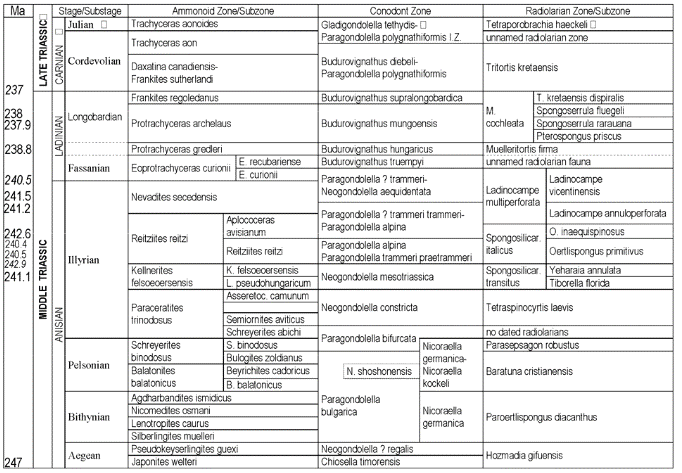 Ma Stage/Substage Ammonoid Zone/Subzone Conodont Zone Radiolarian Zone/Subzone
LATE TRIASSIC
CARNIAN
Julian Trachyceras aonoides Gladigondolella tethydis- Tetraporobrachia haeckeli
Cordevolian
Trachyceras aon Paragondolella polygnathiformis I.Z. unnamed radiolarian zone
Daxatina canadiensis- Budurovignathus diebeli- Tritortis kretaensis
Frankites sutherlandi Paragondolella polygnathiformis
237
MIDDLE TRIASSIC
LADINIAN
Longobardian
Frankites regoledanus Budurovignathus supralongobardica T. kretaensis dispiralis
238
237.9
Protrachyceras archelaus Budurovignathus mungoensis M. cochleata
Spongoserrula fluegeli
Spongoserrula rarauana
Pterospongus priscus
238.8
Protrachyceras gredleri Budurovignathus hungaricus Muelleritortis firma
Fassanian
Eoprotrachyceras curionii E. recubariense Budurovignathus truempyi unnamed radiolarian fauna
E. curionii
240.5
241.5
241.2
242.6
240.4
240.5
242.9
241.1
ANISIAN
Illyrian
Nevadites secedensis
Paragondolella ? trammeri-
Neogondolella aequidentata
Ladinocampe multiperforata
Ladinocampe vicentinensis
Ladinocampe annuloperforata
Reitziites reitzi
Aplococeras avisianum
Paragondolella ? trammeri trammeri-
Paragondolella alpina
Spongosilicar. italicus
O. inaequispinosus
Reitziites reitzi
Paragondolella alpina
Paragondolella trammeri praetrammeri
Oertlispongus primitivus
Kellnerites felsoeoersensis
K. felsoeoersensis
L. pseudohungaricum
Neogondolella mesotriassica
Spongosilicar. transitus
Yeharaia annulata
Tiborella florida
Paraceratites trinodosus
Asseretoc. camunum
Semiornites aviticus
Schreyerites abichi
Neogondolella constricta
Tetraspinocyrtis laevis
no dated radiolarians
Pelsonian
Schreyerites binodosus
S. binodosus
Bulogites zoldianus
Paragondolella bifurcata
Nicoraella germanica-
Nicoraella kockeli
Parasepsagon robustus
Balatonites balatonicus
Beyrichites cadoricus
B. balatonicus
N. shoshonensis
Baratuna cristianensis
Bithynian
Agdharbandites ismidicus
Nicomedites osmani
Lenotropites caurus
Silberlingites muelleri
Paragondolella bulgarica
Nicoraella germanica
Paroertlispongus diacanthus
Aegean
Pseudokeyserlingites guexi Neogondolella ? regalis Hozmadia gifuensis
247
Japonites welteri Chiosella timorensis